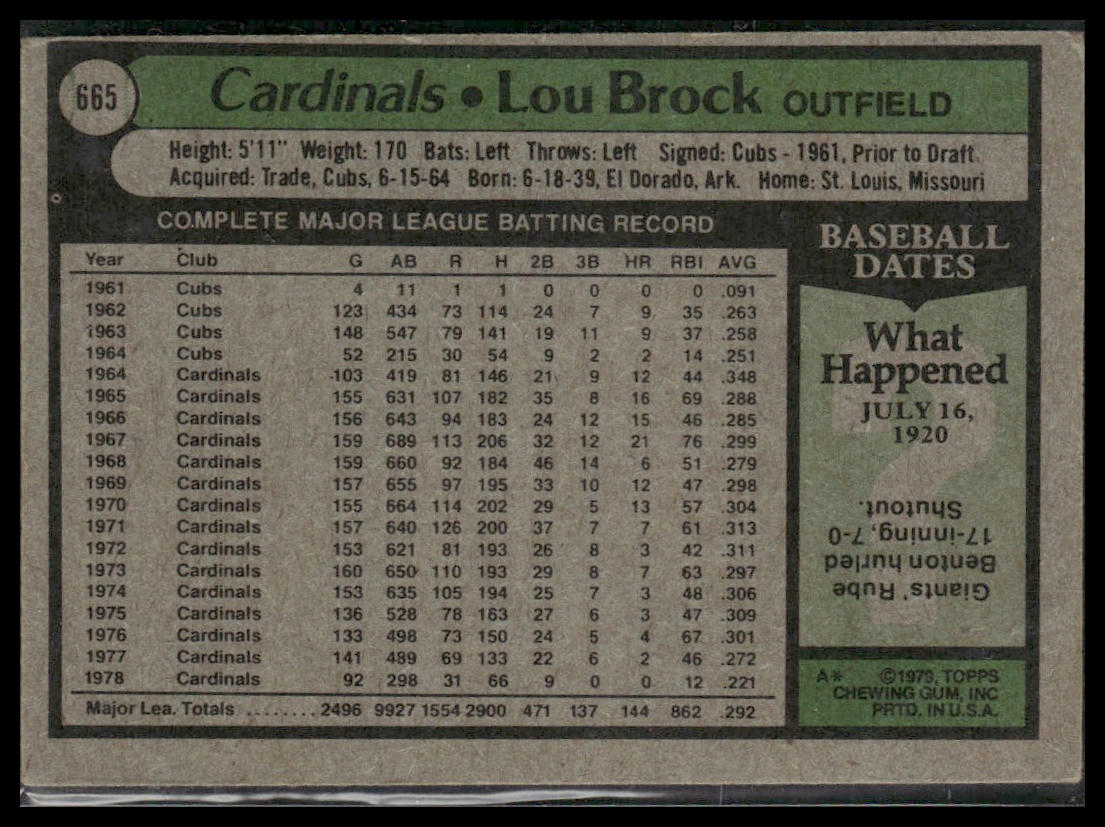 665
Cardinals • Lou Brock OUTFIELD
Height: 5'11" Weight: 170 Bats: Left Throws: Left Signed: Cubs - 1961, Prior to Draft
Acquired: Trade, Cubs, 6-15-64 Born: 6-18-39, El Dorado, Ark. Home: St. Louis, Missouri
COMPLETE MAJOR LEAGUE BATTING RECORD
Year Club G AB R H 2B 3B HR RBI AVG
1961 Cubs 4 11 1 1 0 0 0 0 .091
1962 Cubs 123 434 73 114 24 7 9 35 .263
1963 Cubs 148 547 79 141 19 11 9 37 .258
1964 Cubs 52 215 30 54 9 2 2 14 .251
1964 Cardinals 103 419 81 146 21 9 12 44 .348
1965 Cardinals 155 631 107 182 35 8 16 69 .288
1966 Cardinals 156 643 94 183 24 12 15 46 .285
1967 Cardinals 159 689 113 206 32 12 21 76 .299
1968 Cardinals 159 660 92 184 46 14 6 51 .279
1969 Cardinals 157 655 97 195 33 10 12 47 .298
1970 Cardinals 155 664 114 202 29 5 13 57 .304
1971 Cardinals 157 640 126 200 37 7 7 61 .313
1972 Cardinals 153 621 81 193 26 8 3 42 .311
1973 Cardinals 160 650 110 193 29 8 7 63 .297
1974 Cardinals 153 635 105 194 25 7 3 48 .306
1975 Cardinals 136 528 78 163 27 6 3 47 .309
1976 Cardinals 133 498 73 150 24 5 4 67 .301
1977 Cardinals 141 489 69 133 22 6 2 46 .272
1978 Cardinals 92 298 31 66 9 0 0 12 .221
Major Lea. Totals ........ 2496 9927 1554 2900 471 137 144 862 .292
BASEBALL
DATES
What
Happened
JULY 16,
1920
Giants' Rube
Benton hurled
17-inning, 7-0
Shutout.
A* ©1979, TOPPS
CHEWING GUM, INC
PRTD. IN U.S.A.